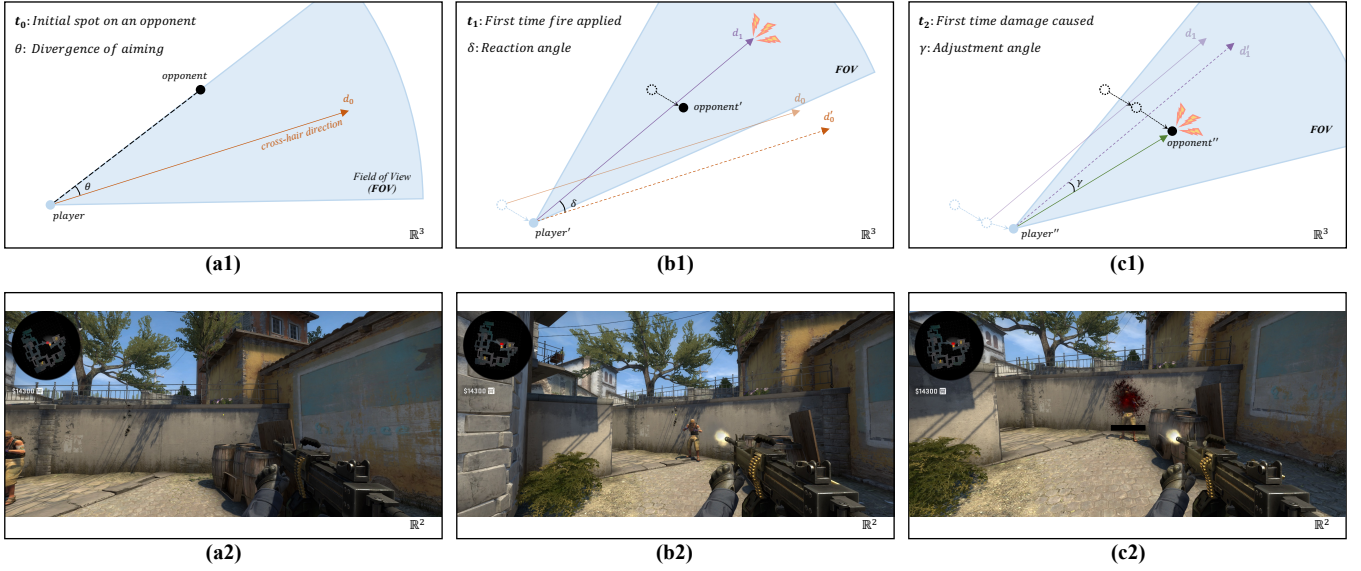 t₀: Initial spot on an opponent
θ: Divergence of aiming
opponent
d₀
cross-hair direction
θ
Field of View
(FOV)
player
ℝ³
(a1)
t₁: First time fire applied
δ: Reaction angle
d₁
FOV
opponent′
d₀
d₀′
δ
player′
ℝ³
(b1)
t₂: First time damage caused
γ: Adjustment angle
d₁
d₁′
FOV
opponent′′
γ
player′′
ℝ³
(c1)
$14300
ℝ²
(a2)
$14300
ℝ²
(b2)
$14300
ℝ²
(c2)